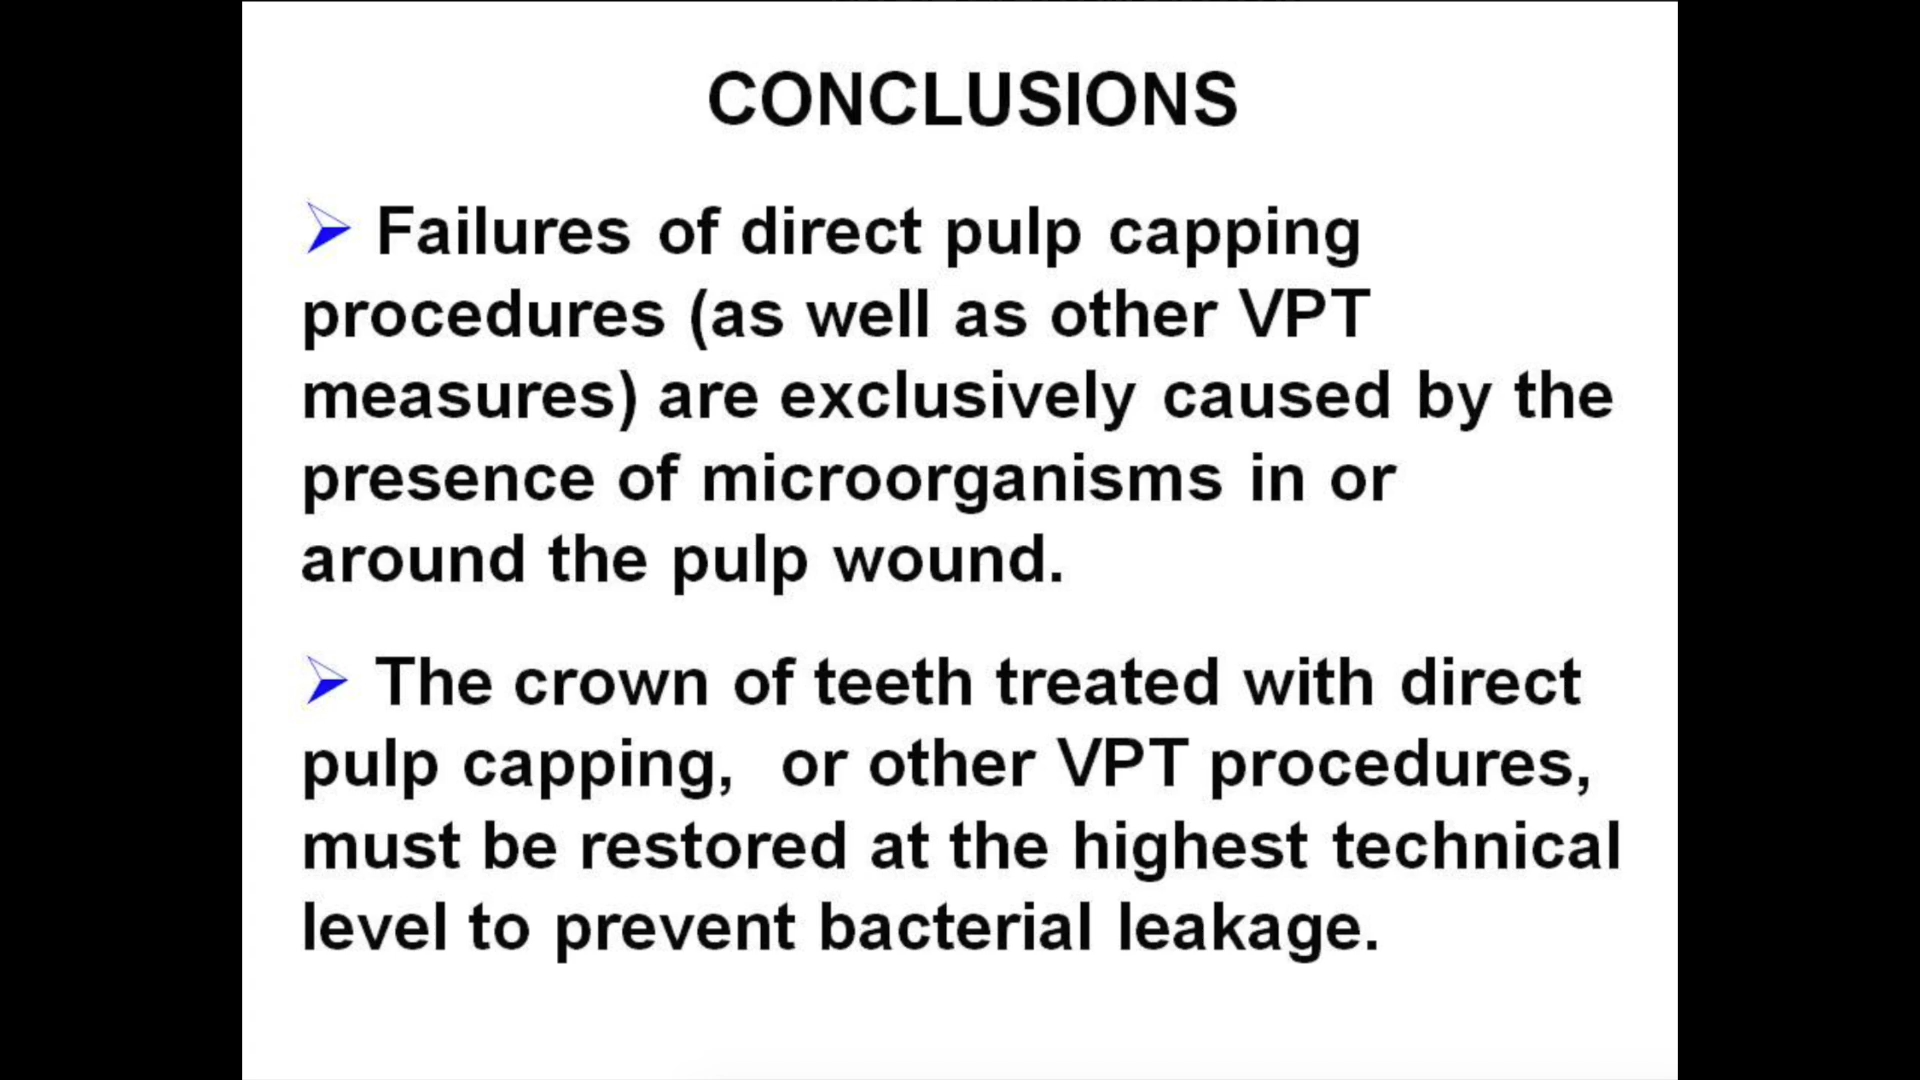 CONCLUSIONS
➢ Failures of direct pulp capping
procedures (as well as other VPT
measures) are exclusively caused by the
presence of microorganisms in or
around the pulp wound.
➢ The crown of teeth treated with direct
pulp capping, or other VPT procedures,
must be restored at the highest technical
level to prevent bacterial leakage.